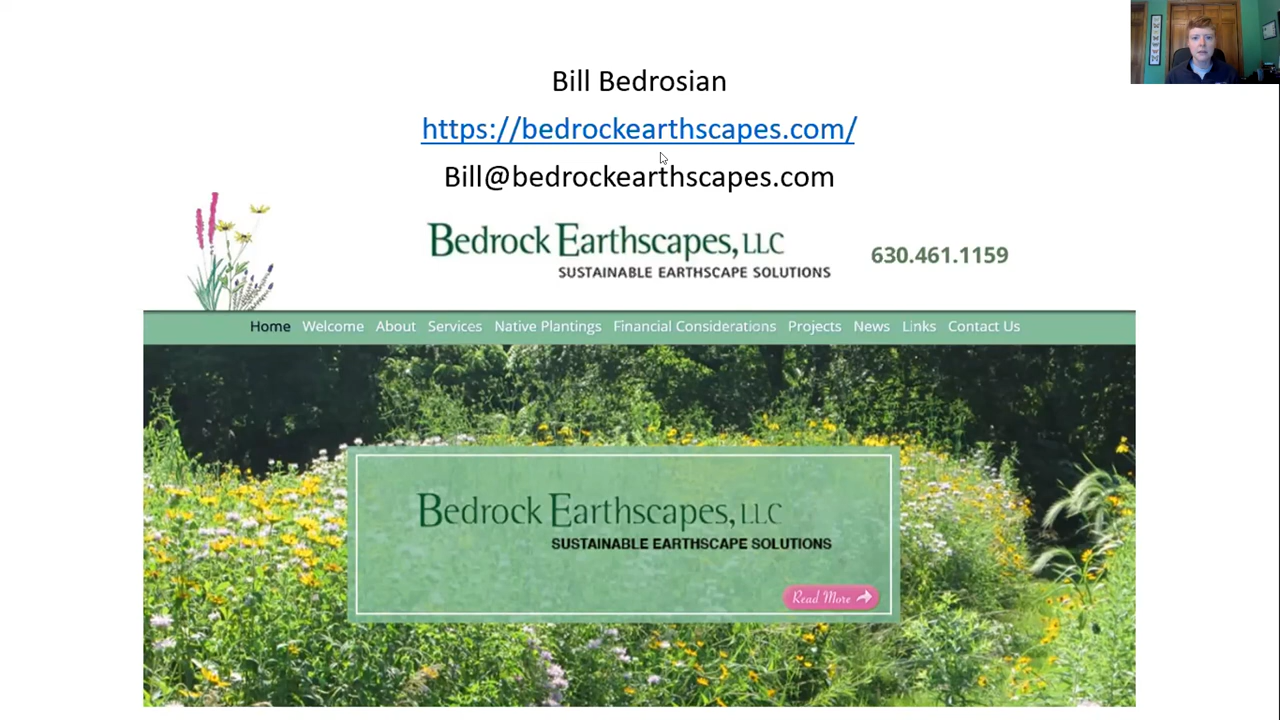 Bill Bedrosian
https://bedrockearthscapes.com/
Bill@bedrockearthscapes.com
Bedrock Earthscapes, LLC
SUSTAINABLE EARTHSCAPE SOLUTIONS
630.461.1159
Home Welcome About Services Native Plantings Financial Considerations Projects News Links Contact Us
Bedrock Earthscapes, LLC
SUSTAINABLE EARTHSCAPE SOLUTIONS
Read More